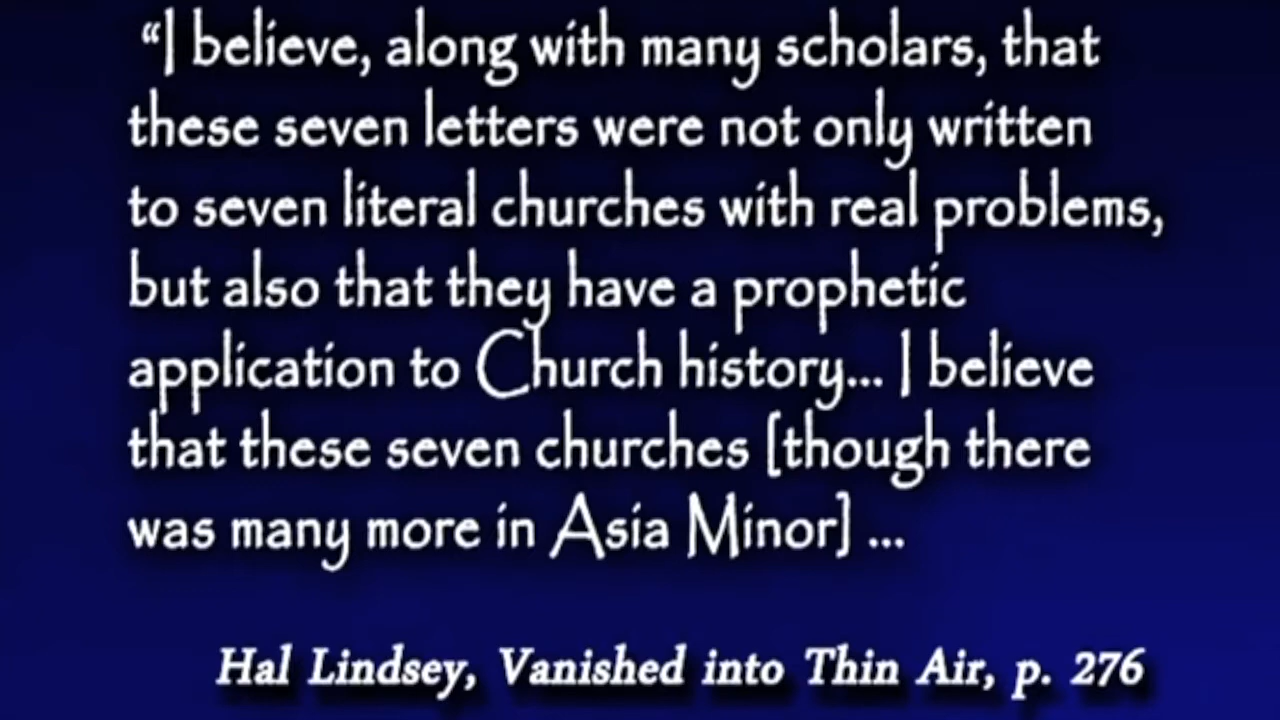 “I believe, along with many scholars, that
these seven letters were not only written
to seven literal churches with real problems,
but also that they have a prophetic
application to Church history... I believe
that these seven churches [though there
was many more in Asia Minor] ...
Hal Lindsey, Vanished into Thin Air, p. 276